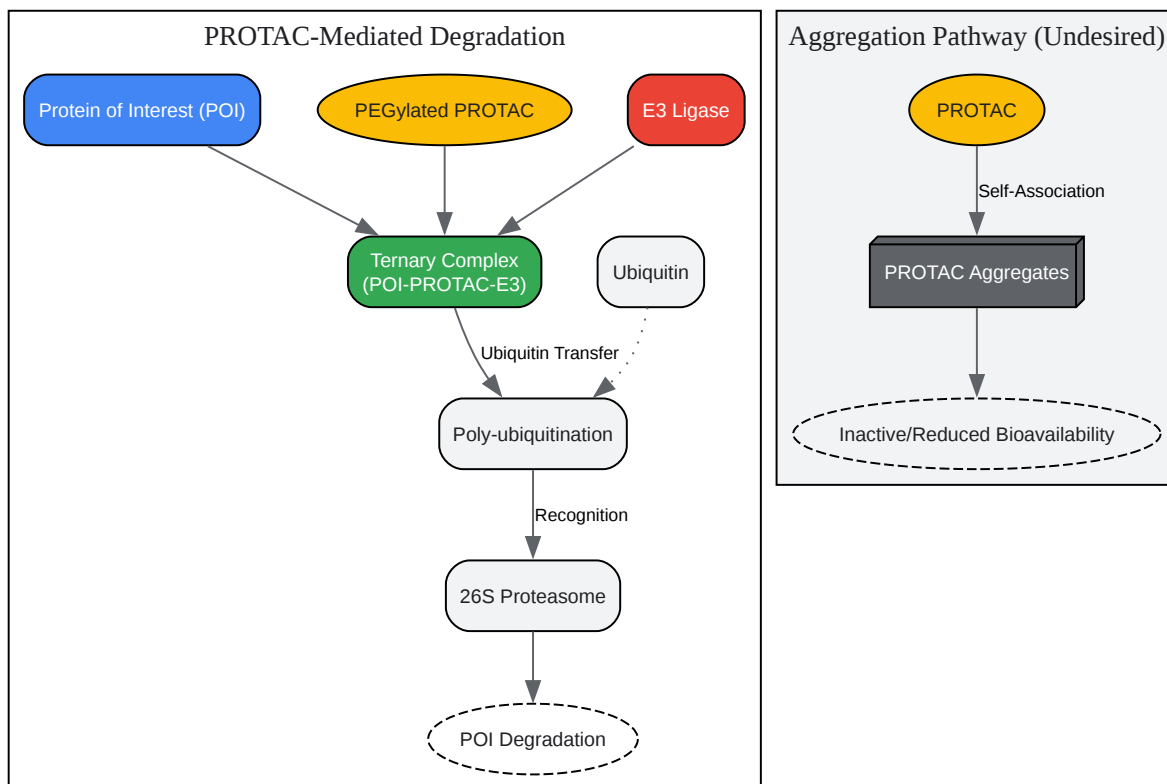 PROTAC-Mediated Degradation
Protein of Interest (POI)
PEGylated PROTAC
E3 Ligase
Ternary Complex
(POI-PROTAC-E3)
Ubiquitin
Ubiquitin Transfer
Poly-ubiquitination
Recognition
26S Proteasome
POI Degradation
Aggregation Pathway (Undesired)
PROTAC
Self-Association
PROTAC Aggregates
Inactive/Reduced Bioavailability